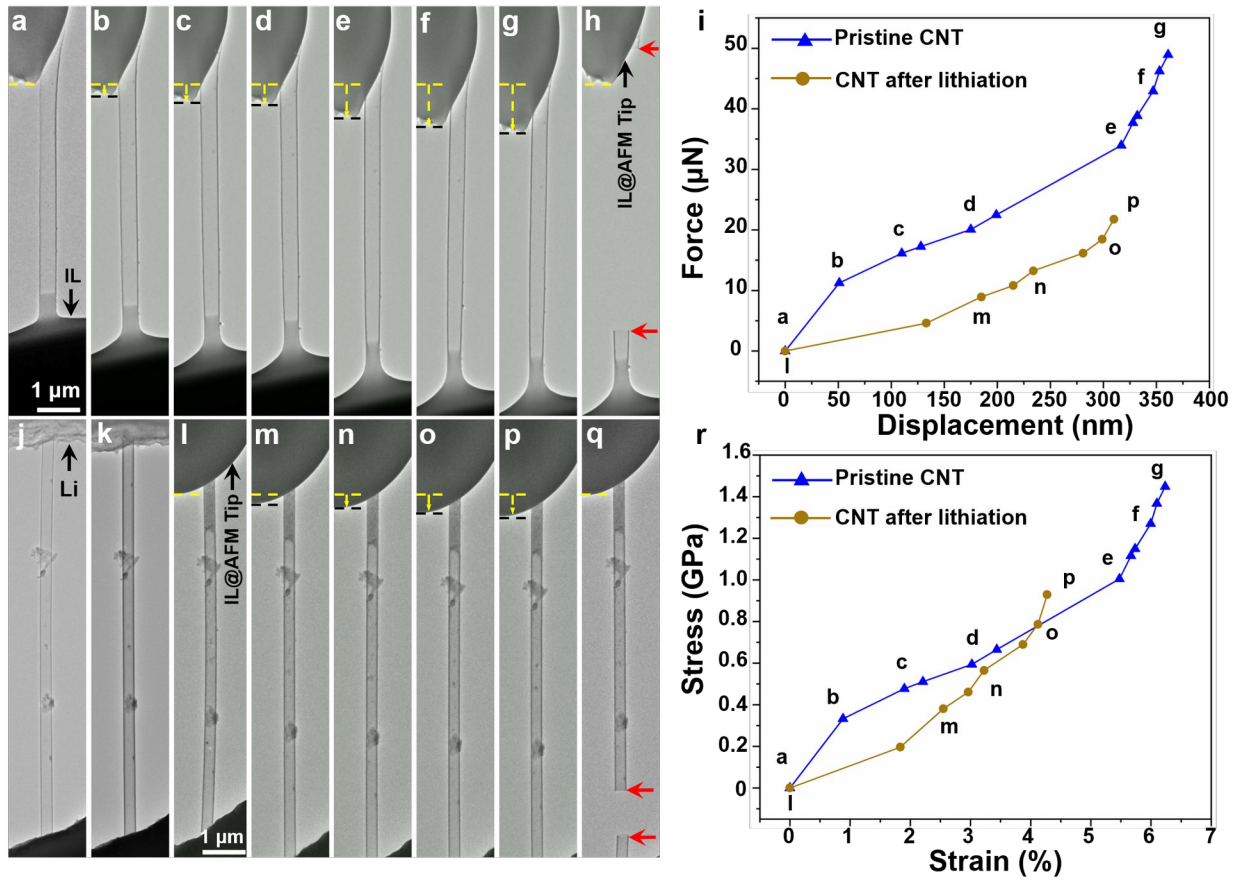 a
b
c
d
e
f
g
h
IL@AFM Tip
IL
1 μm
j
k
l
m
n
o
p
q
Li
IL@AFM Tip
1 μm
i
Pristine CNT
CNT after lithiation
g
f
e
d
c
b
a
l
m
n
o
p
50
40
30
20
10
0
Force (μN)
0 50 100 150 200 250 300 350 400
Displacement (nm)
r
Pristine CNT
CNT after lithiation
g
f
e
d
c
b
a
l
m
n
o
p
1.6
1.4
1.2
1.0
0.8
0.6
0.4
0.2
0
Stress (GPa)
0 1 2 3 4 5 6 7
Strain (%)